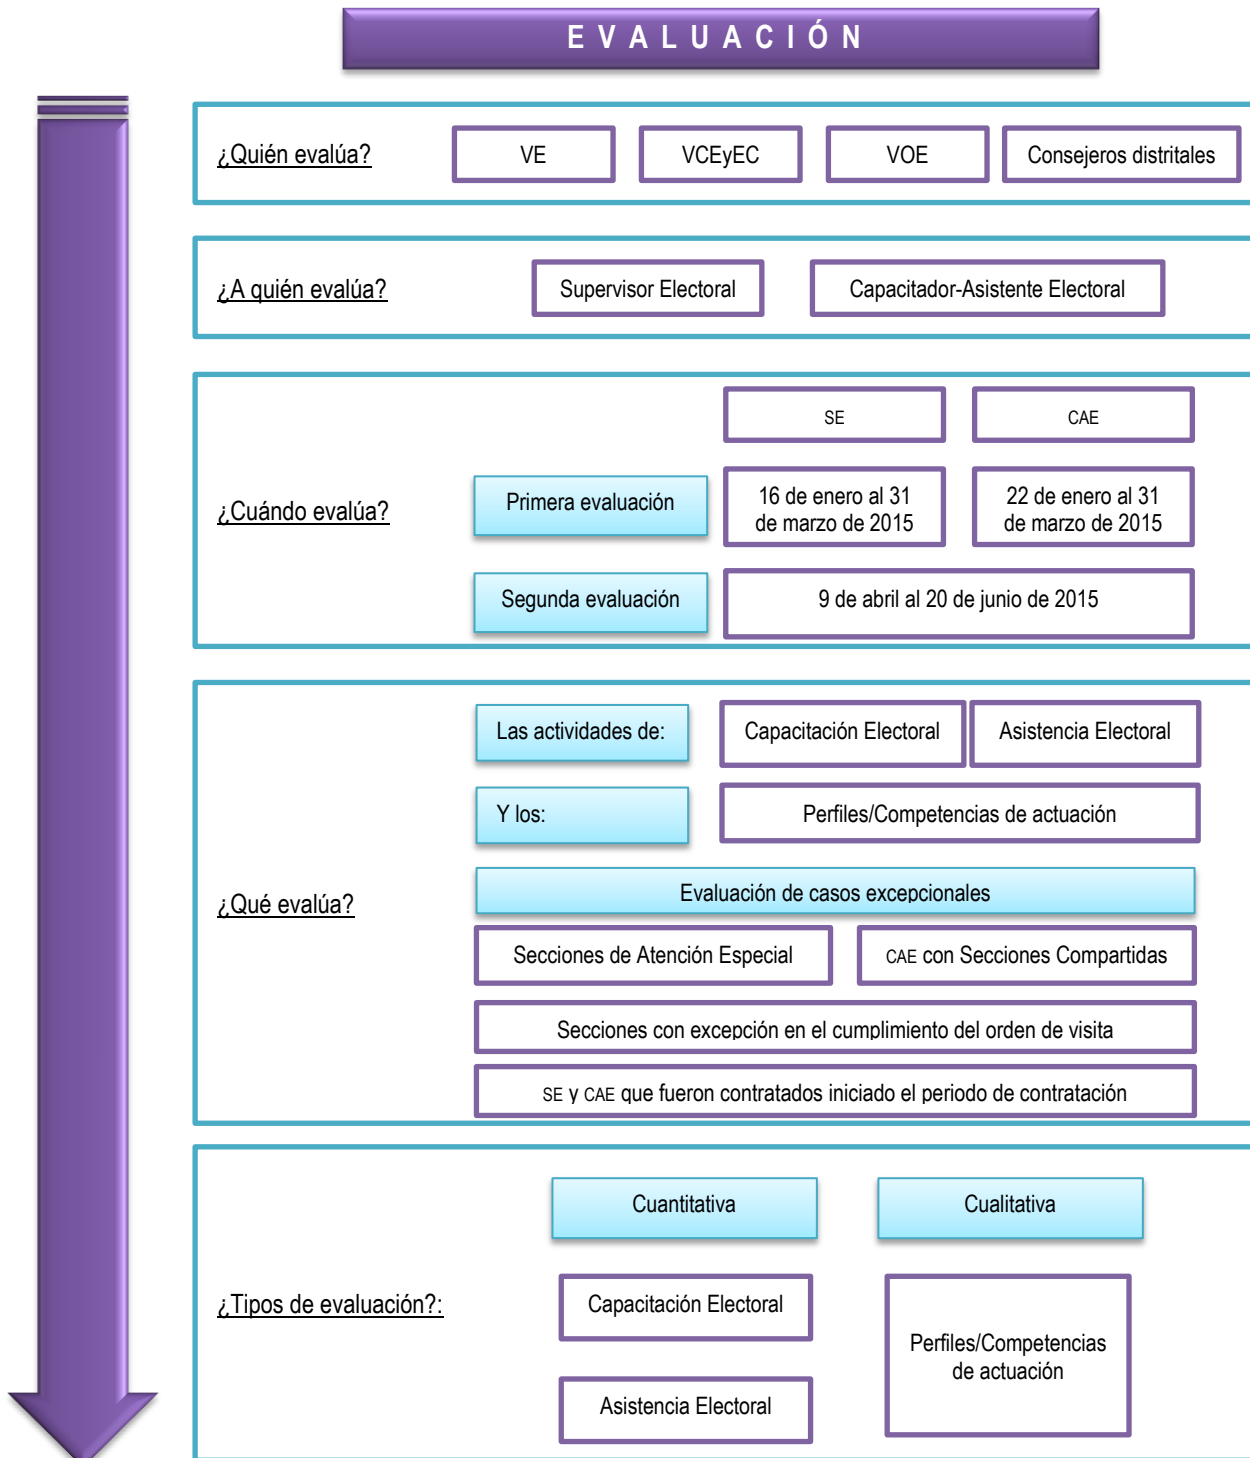 EVALUACIÓN
¿Quién evalúa?
VE
VCEyEC
VOE
Consejeros distritales
¿A quién evalúa?
Supervisor Electoral
Capacitador-Asistente Electoral
SE
CAE
¿Cuándo evalúa?
Primera evaluación
16 de enero al 31
de marzo de 2015
22 de enero al 31
de marzo de 2015
Segunda evaluación
9 de abril al 20 de junio de 2015
¿Qué evalúa?
Las actividades de:
Capacitación Electoral
Asistencia Electoral
Y los:
Perfiles/Competencias de actuación
Evaluación de casos excepcionales
Secciones de Atención Especial
CAE con Secciones Compartidas
Secciones con excepción en el cumplimiento del orden de visita
SE y CAE que fueron contratados iniciado el periodo de contratación
¿Tipos de evaluación?:
Cuantitativa
Cualitativa
Capacitación Electoral
Asistencia Electoral
Perfiles/Competencias
de actuación